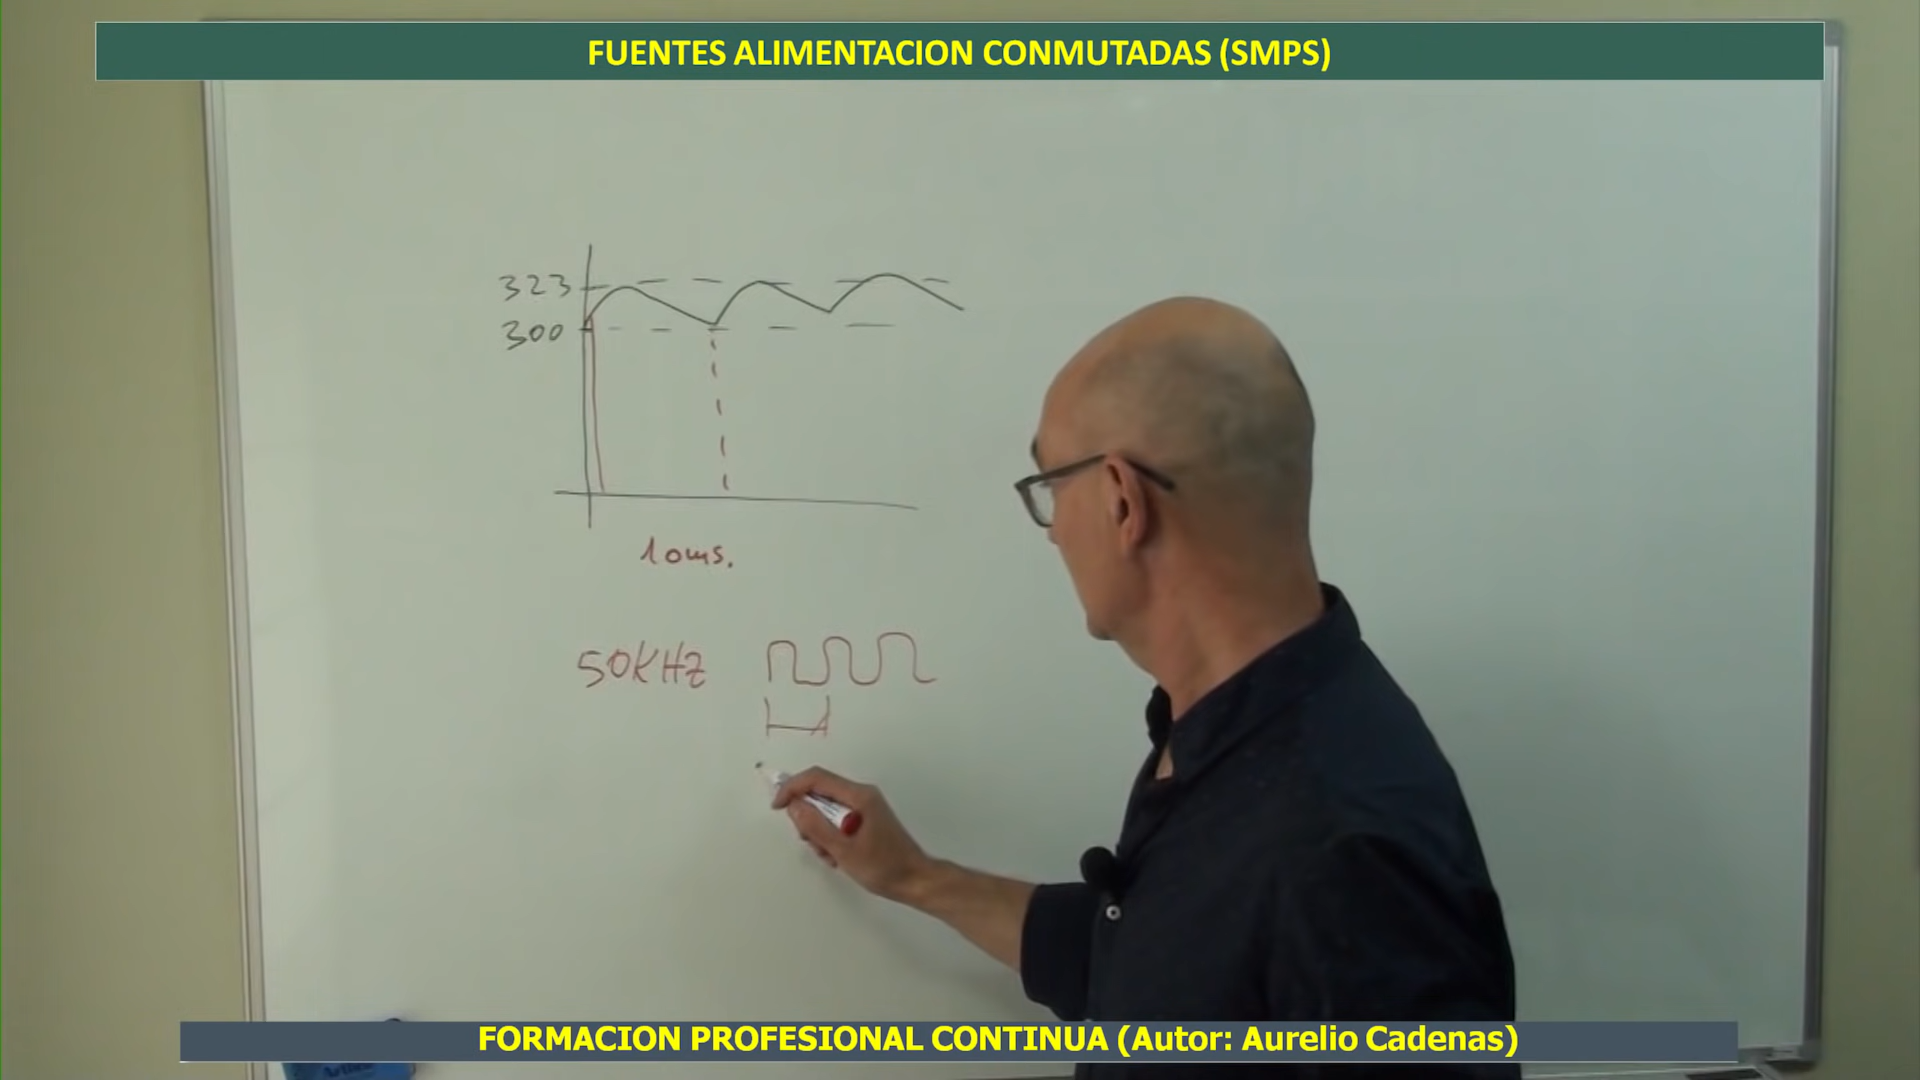 FUENTES ALIMENTACION CONMUTADAS (SMPS)
323
300
10ms.
50KHZ
FORMACION PROFESIONAL CONTINUA (Autor: Aurelio Cadenas)